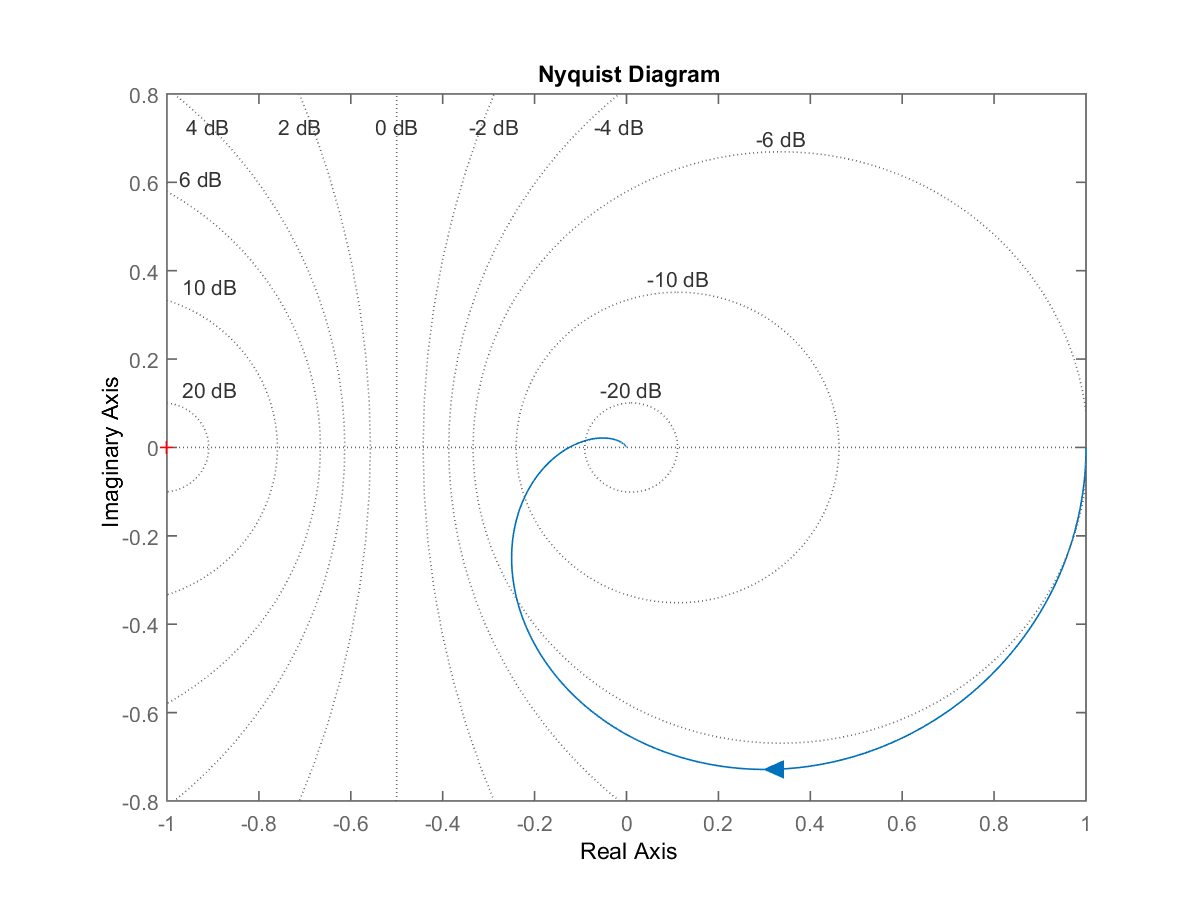 Nyquist Diagram
0.8
4 dB 2 dB 0 dB -2 dB -4 dB
-6 dB
0.6
6 dB
0.4
10 dB
-10 dB
0.2
20 dB
-20 dB
0
-0.2
-0.4
-0.6
-0.8
Imaginary Axis
-1 -0.8 -0.6 -0.4 -0.2 0 0.2 0.4 0.6 0.8 1
Real Axis